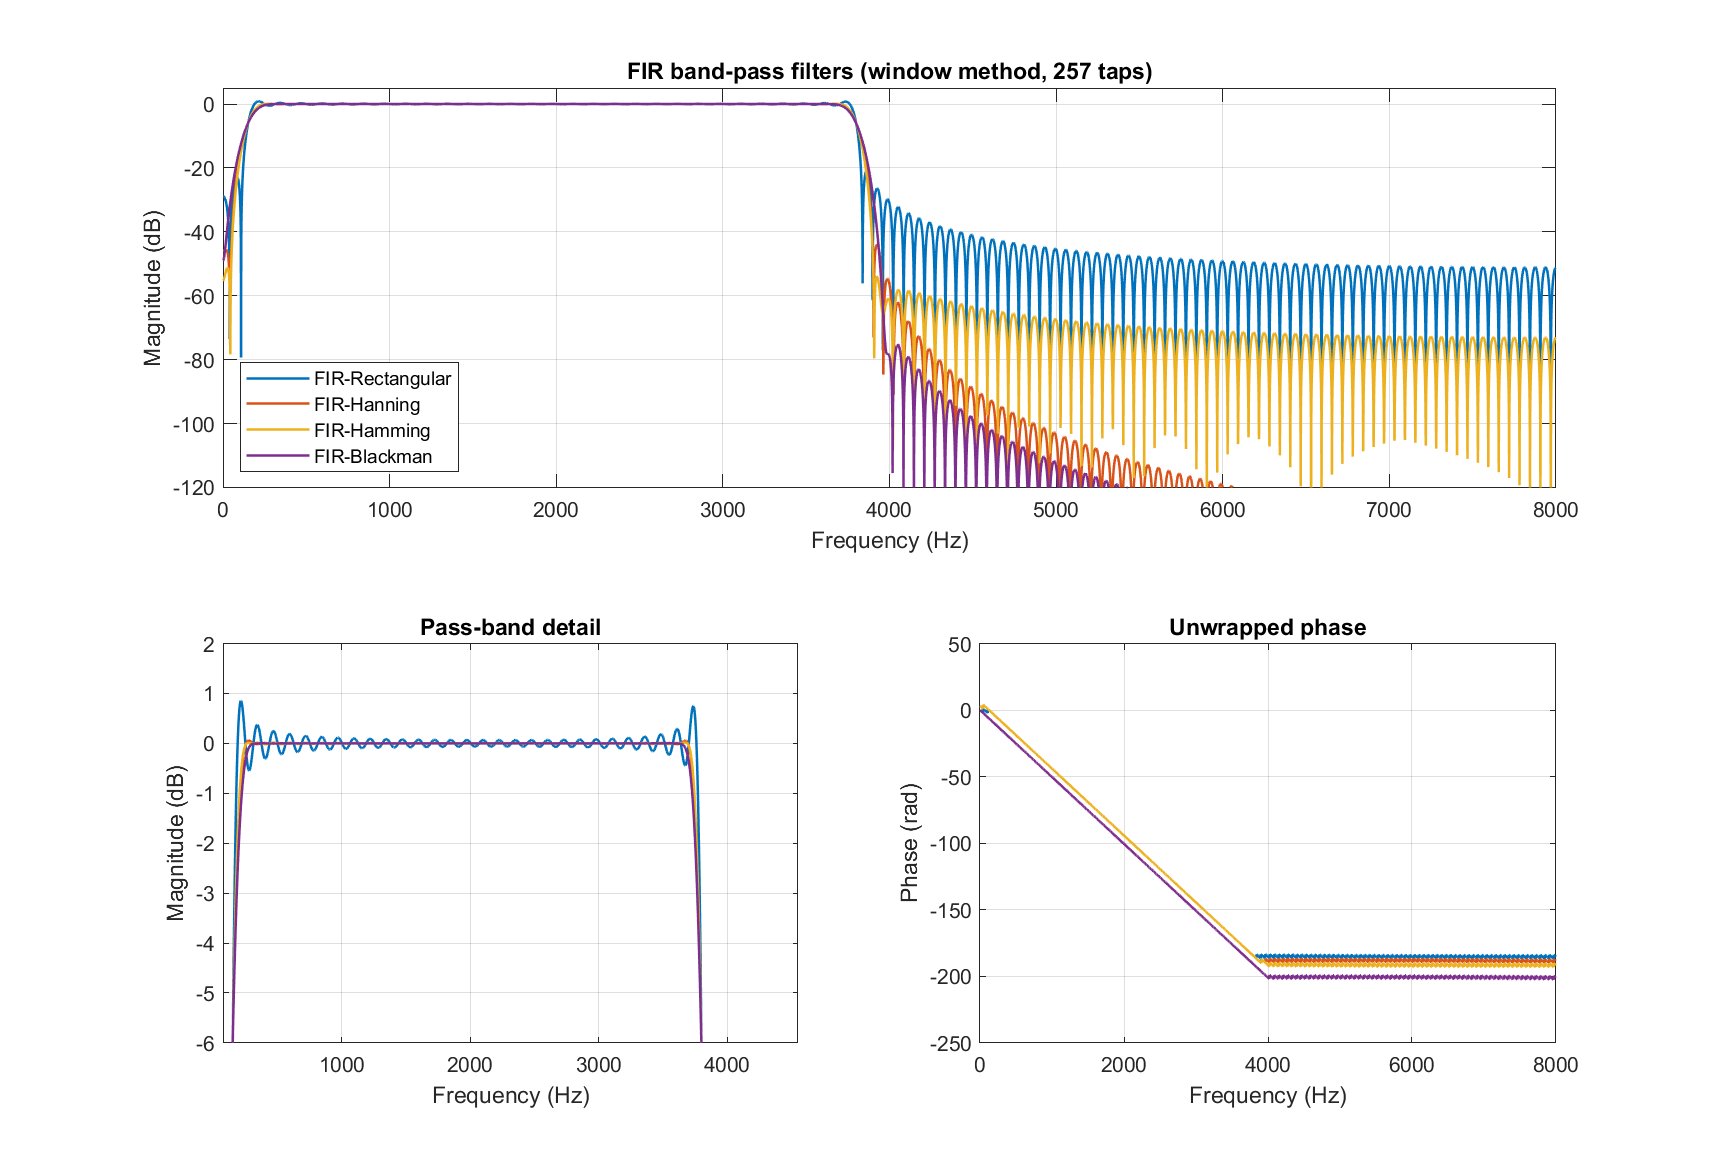 FIR band-pass filters (window method, 257 taps)
Magnitude (dB)
0
-20
-40
-60
-80
-100
-120
FIR-Rectangular
FIR-Hanning
FIR-Hamming
FIR-Blackman
0 1000 2000 3000 4000 5000 6000 7000 8000
Frequency (Hz)
Pass-band detail
Magnitude (dB)
2
1
0
-1
-2
-3
-4
-5
-6
1000 2000 3000 4000
Frequency (Hz)
Unwrapped phase
Phase (rad)
50
0
-50
-100
-150
-200
-250
0 2000 4000 6000 8000
Frequency (Hz)